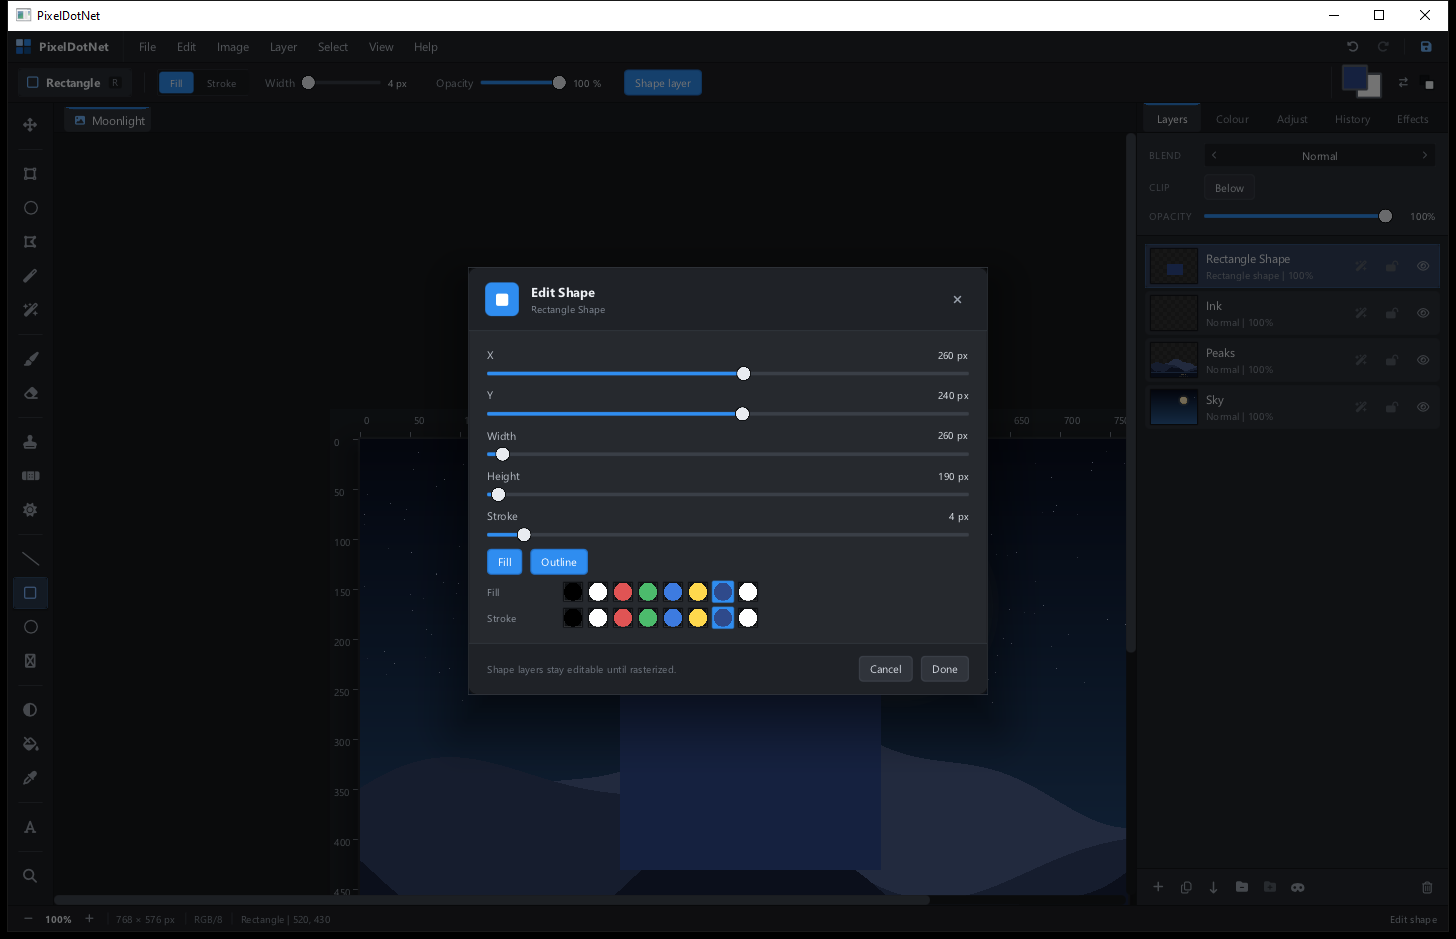 PixelDotNet
PixelDotNet File Edit Image Layer Select View Help
Rectangle R Fill Stroke Width 4 px Opacity 100 % Shape layer
Moonlight
Layers Colour Adjust History Effects
BLEND Normal
CLIP Below
OPACITY 100%
Rectangle Shape
Rectangle shape | 100%
Ink
Normal | 100%
Peaks
Normal | 100%
Sky
Normal | 100%
Edit Shape
Rectangle Shape
X 260 px
Y 240 px
Width 260 px
Height 190 px
Stroke 4 px
Fill Outline
Fill
Stroke
Shape layers stay editable until rasterized. Cancel Done
0 50 650 700
0
50
100
150
200
250
300
350
400
450
100% 768 × 576 px RGB/8 Rectangle | 520, 430 Edit shape